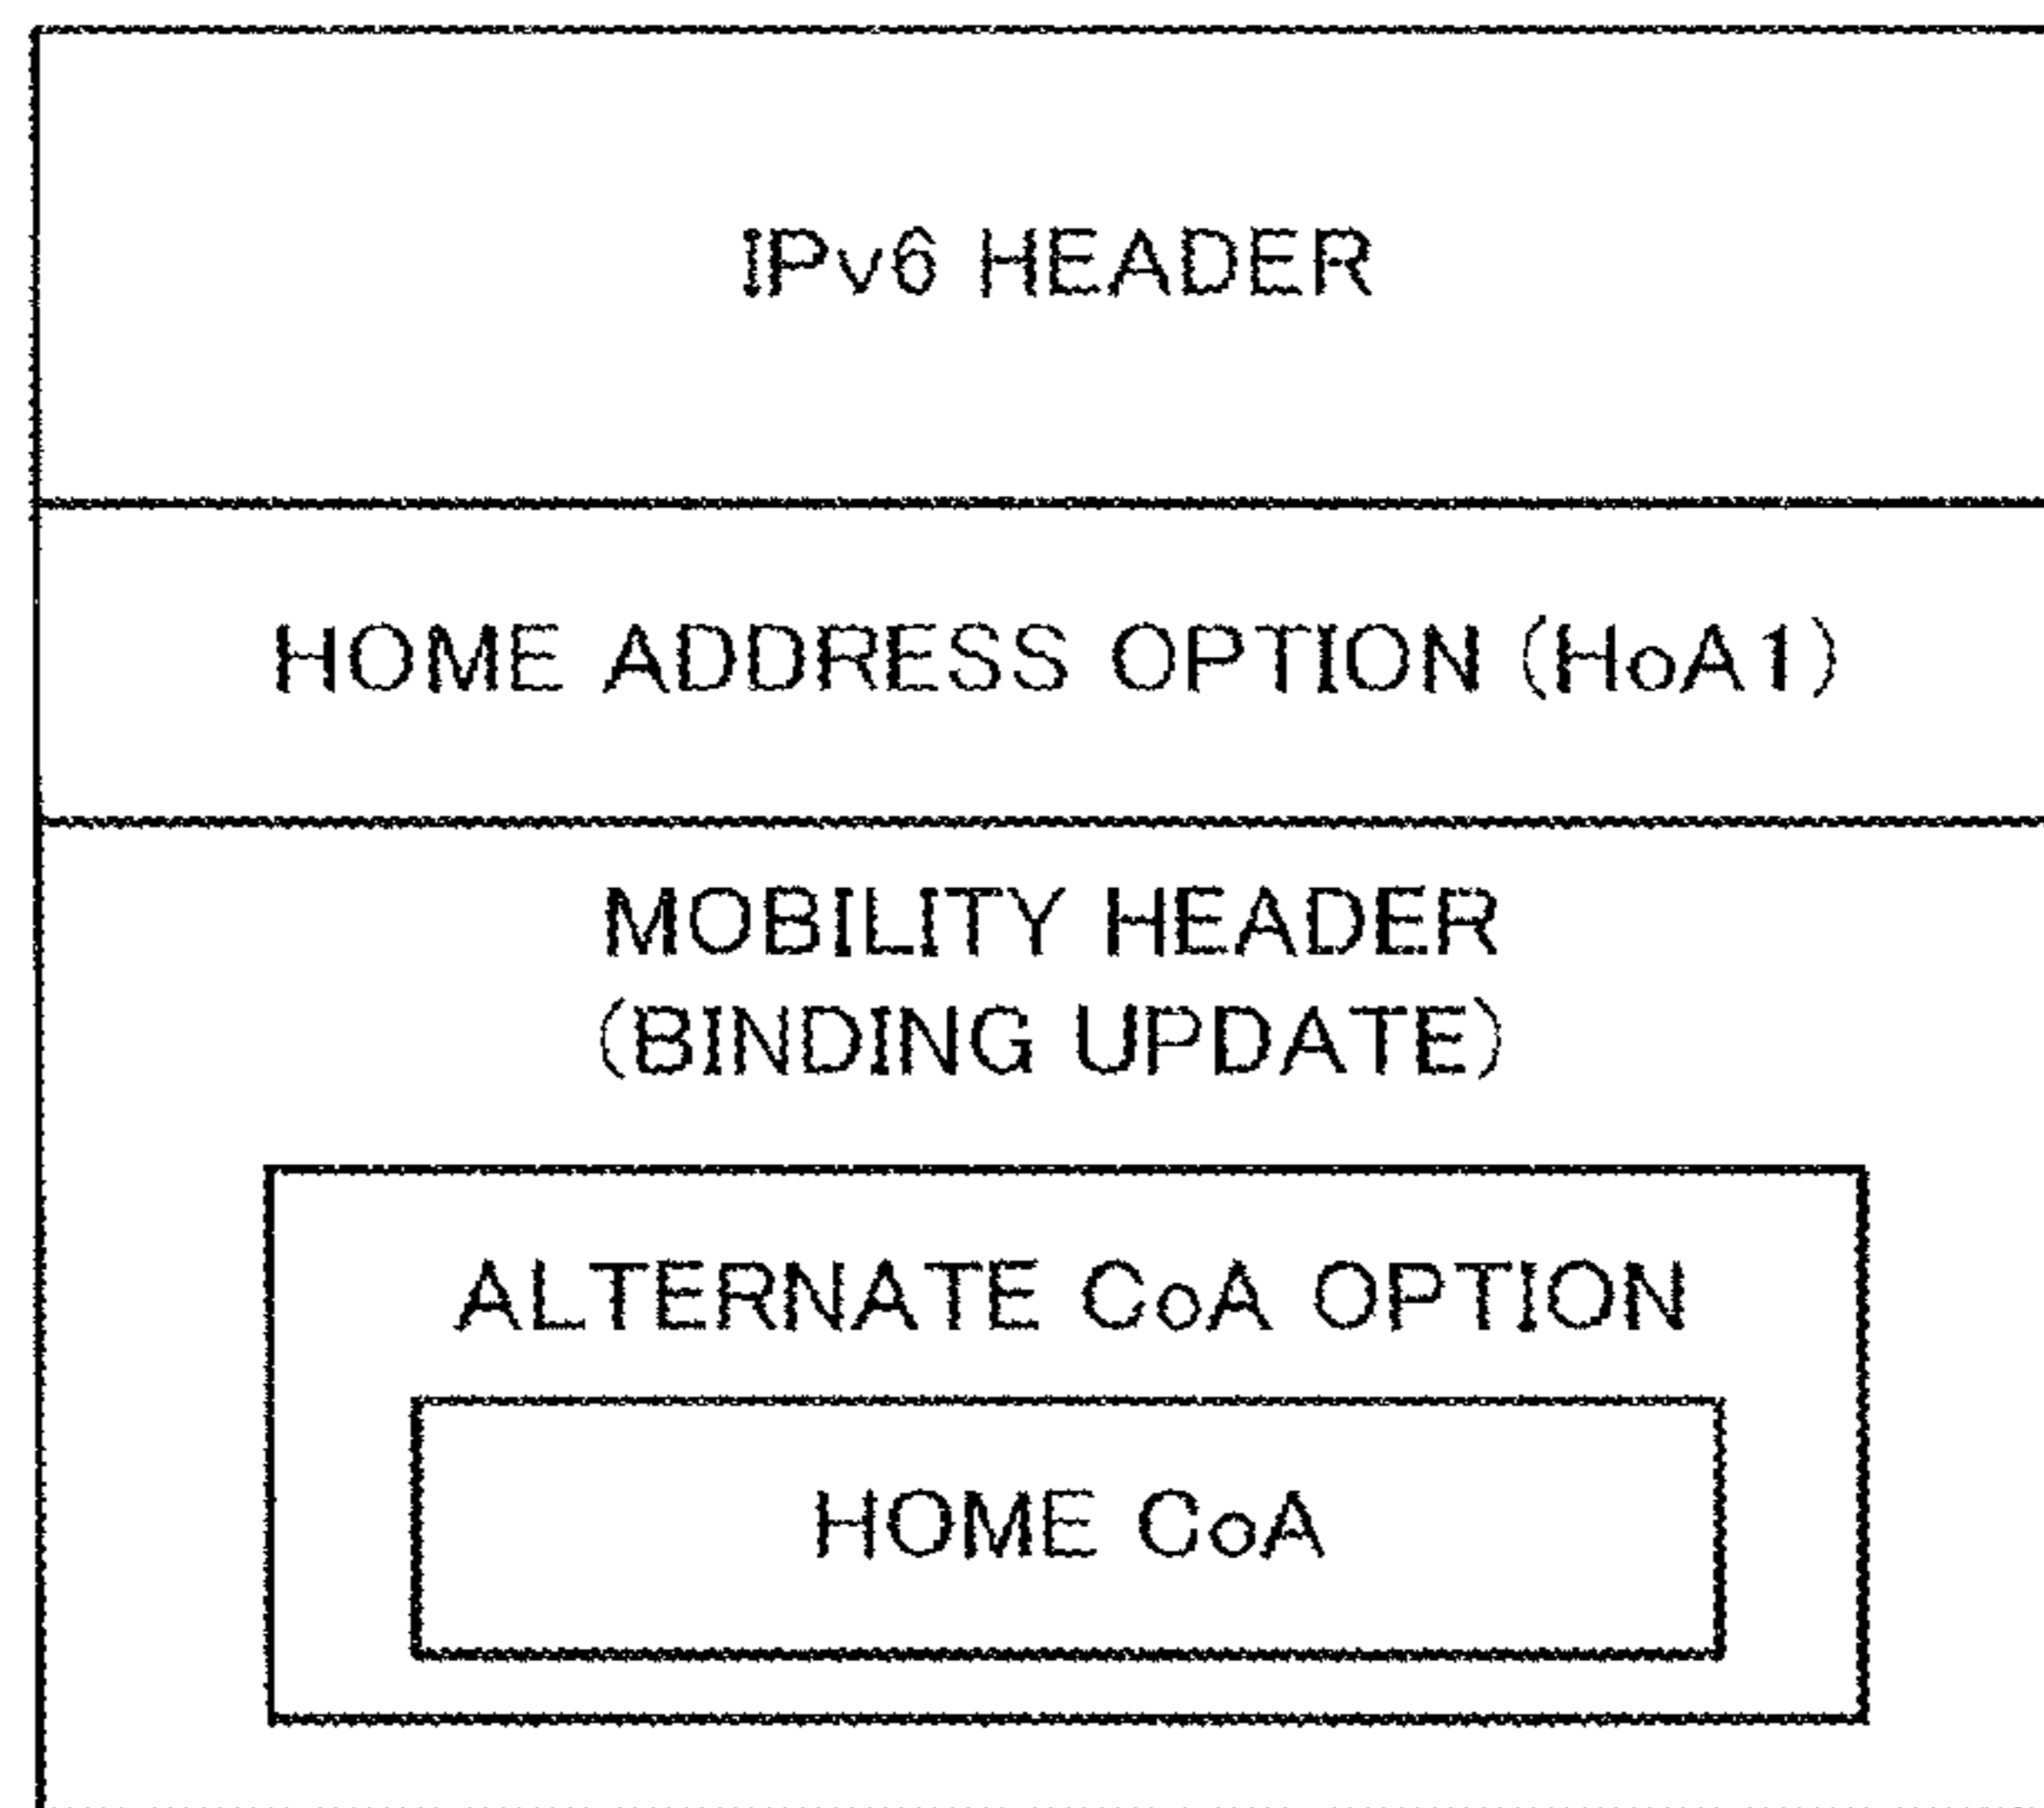 IPv6 HEADER
HOME ADDRESS OPTION (HoA1)
MOBILITY HEADER
(BINDING UPDATE)
ALTERNATE CoA OPTION
HOME CoA